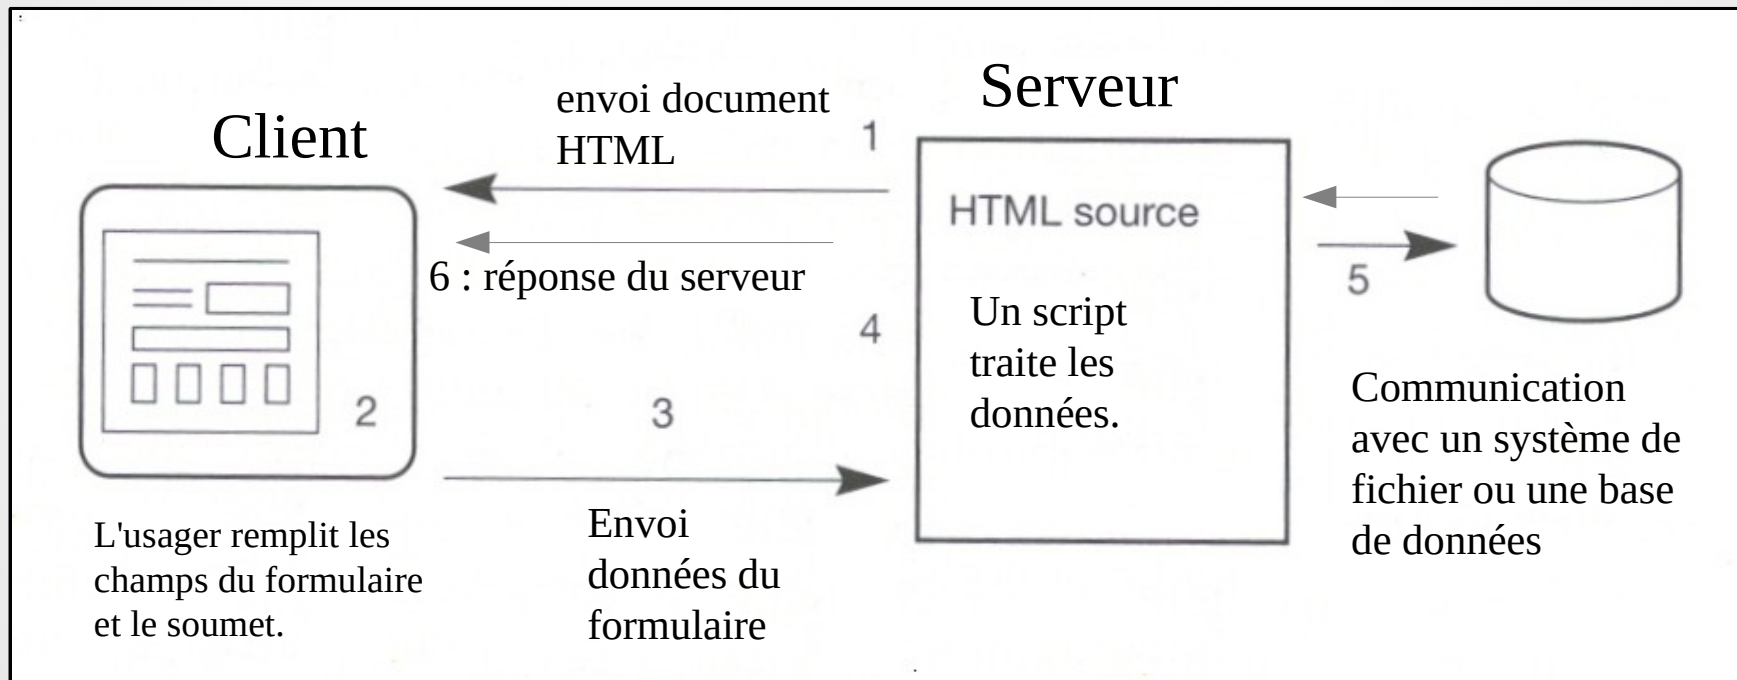 Client
envoi document
HTML
1
Serveur
6 : réponse du serveur
2
L'usager remplit les
champs du formulaire
et le soumet.
3
Envoi
données du
formulaire
4
HTML source
Un script
traite les
données.
5
Communication
avec un système de
fichier ou une base
de données